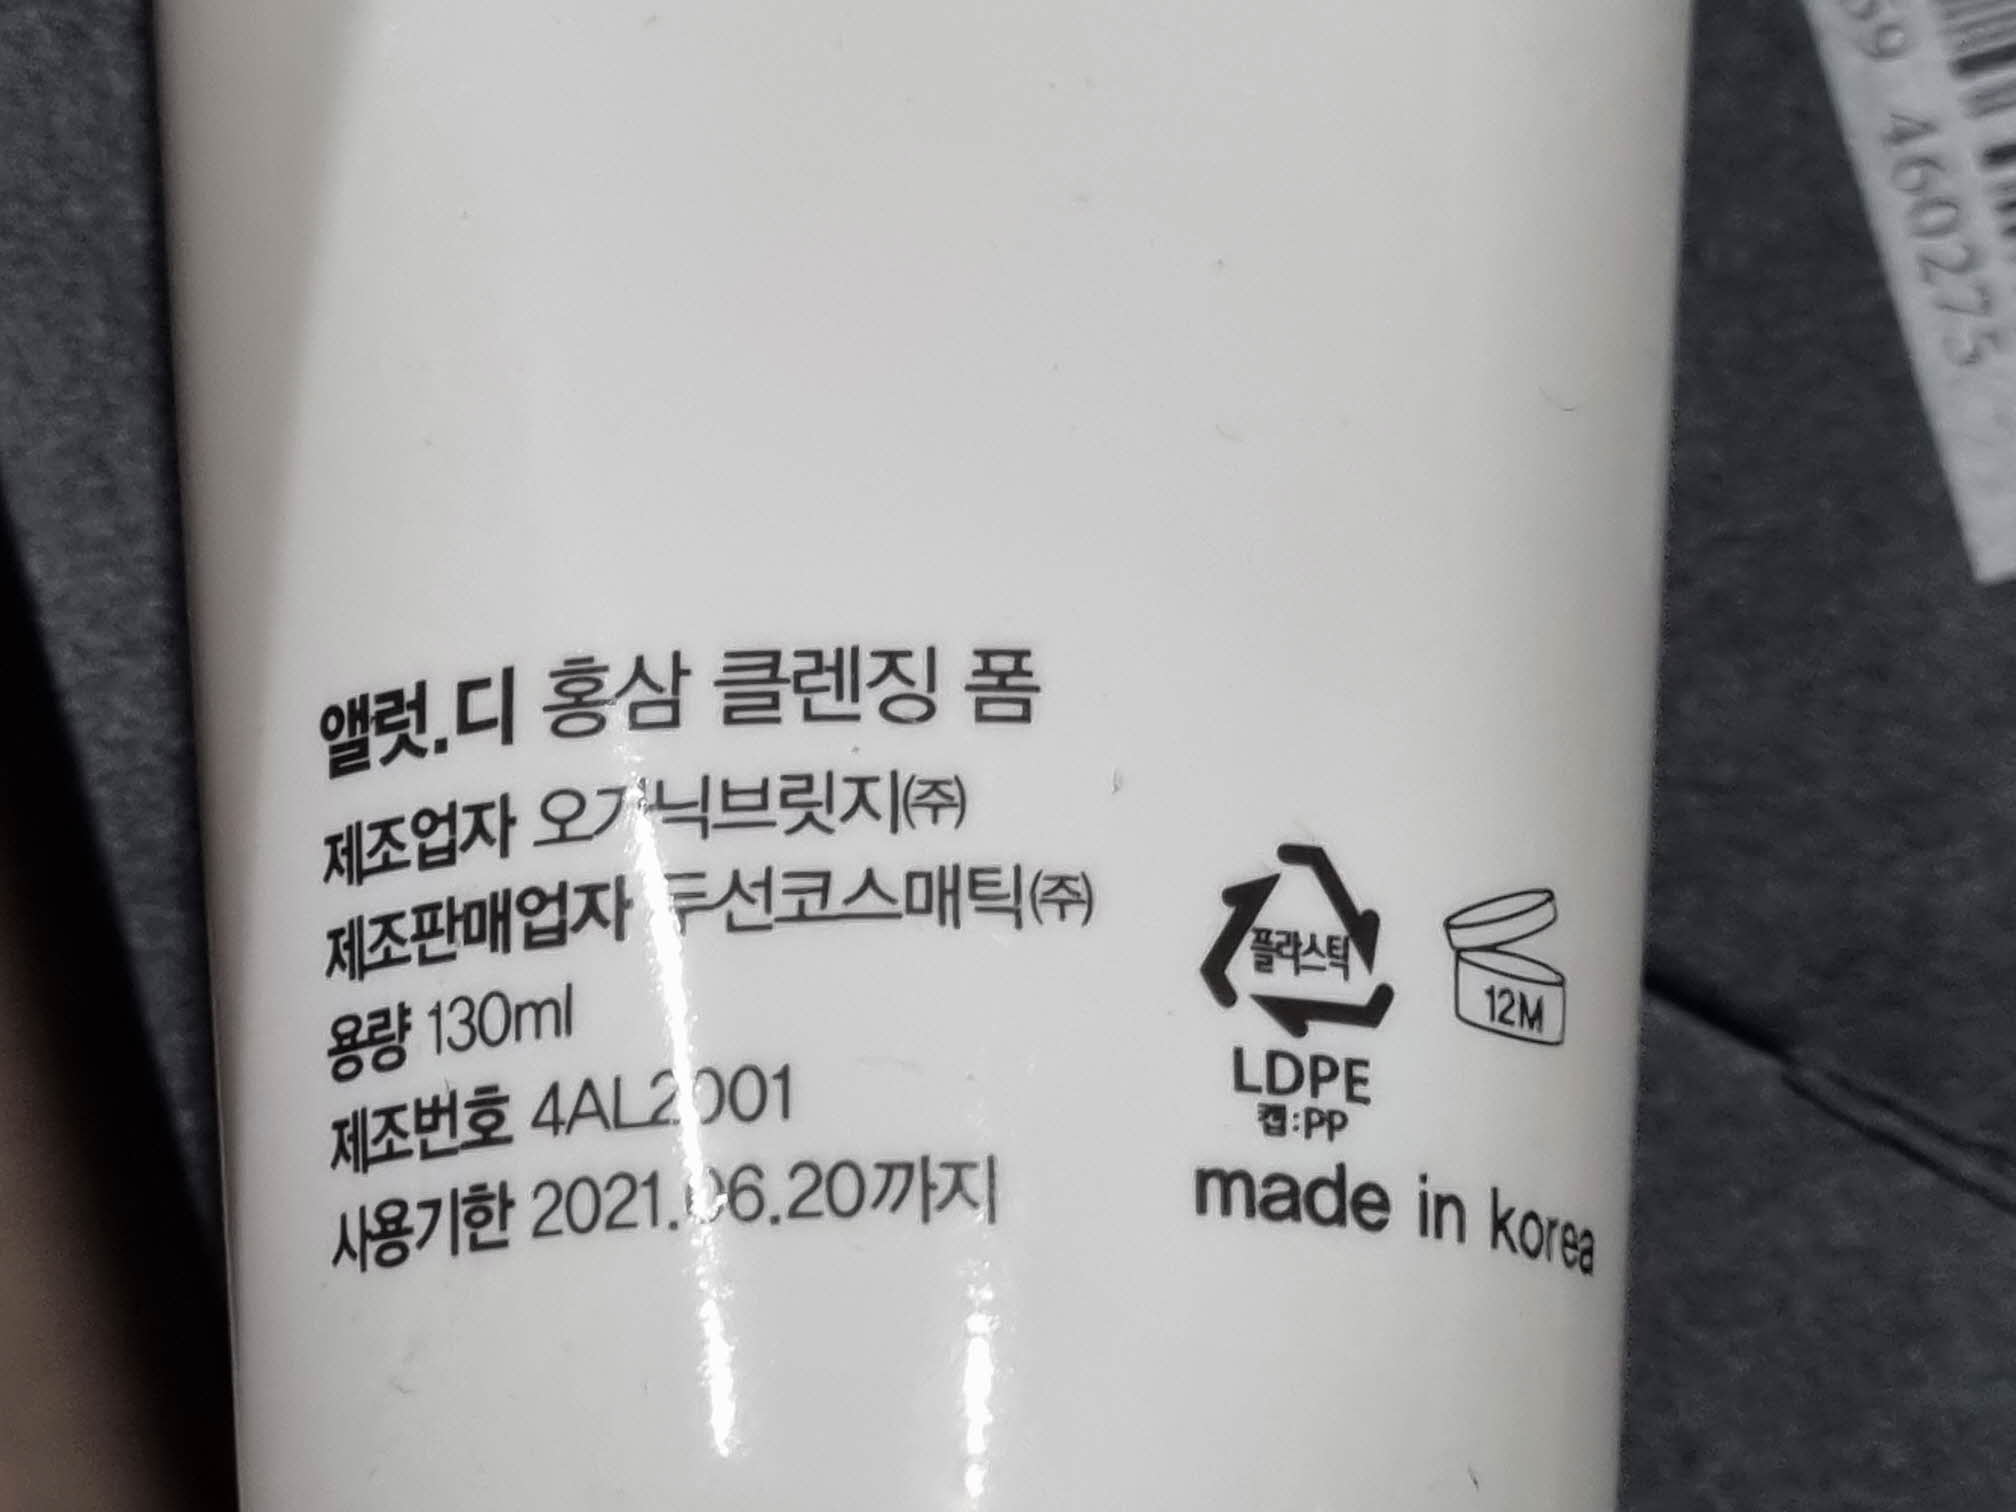 앨럿.디 홍삼 클렌징 폼
제조업자 오가닉브릿지(주)
제조판매업자 두선코스매틱(주)
용량 130ml
제조번호 4AL2001
사용기한 2021.06.20까지
플라스틱
LDPE
캡:PP
12M
made in korea
460275